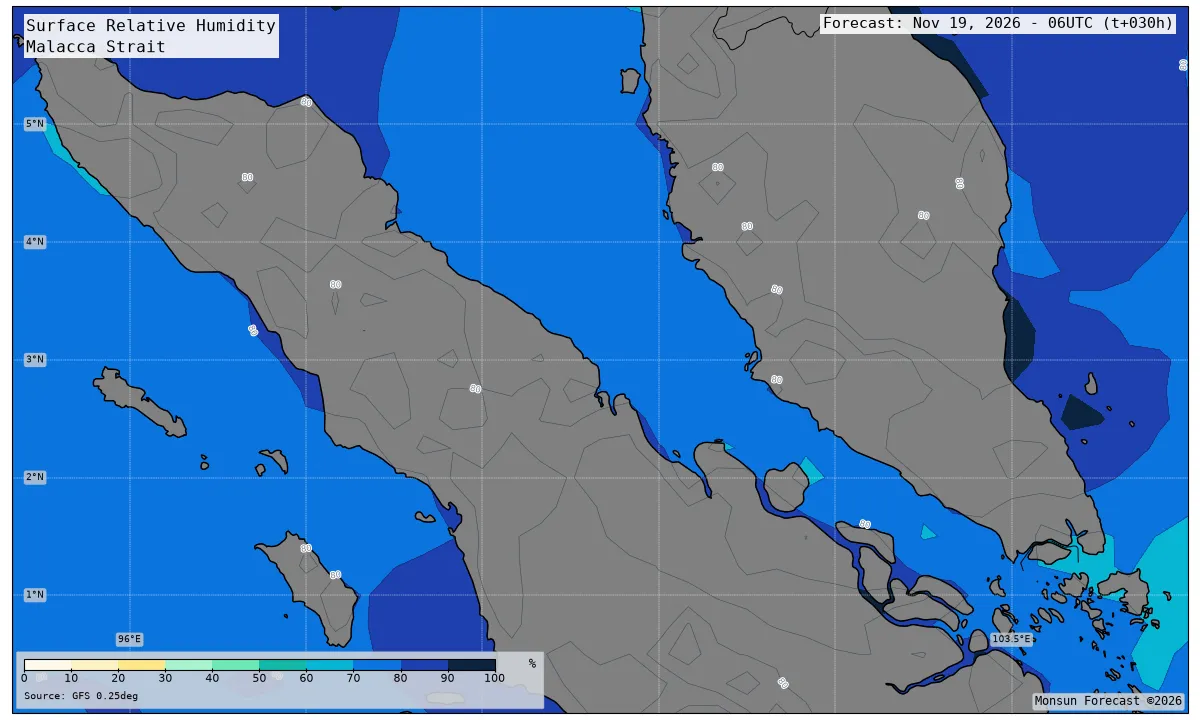 Surface Relative Humidity
Malacca Strait
Forecast: Nov 19, 2026 - 06UTC (t+030h)
80
80
5°N
80
80
80
80
80
4°N
80
80
80
80
3°N
80
80
2°N
80
80
80
1°N
96°E
103.5°E
80
%
0 10 20 30 40 50 60 70 80 90 100
Source: GFS 0.25deg
Monsun Forecast ©2026